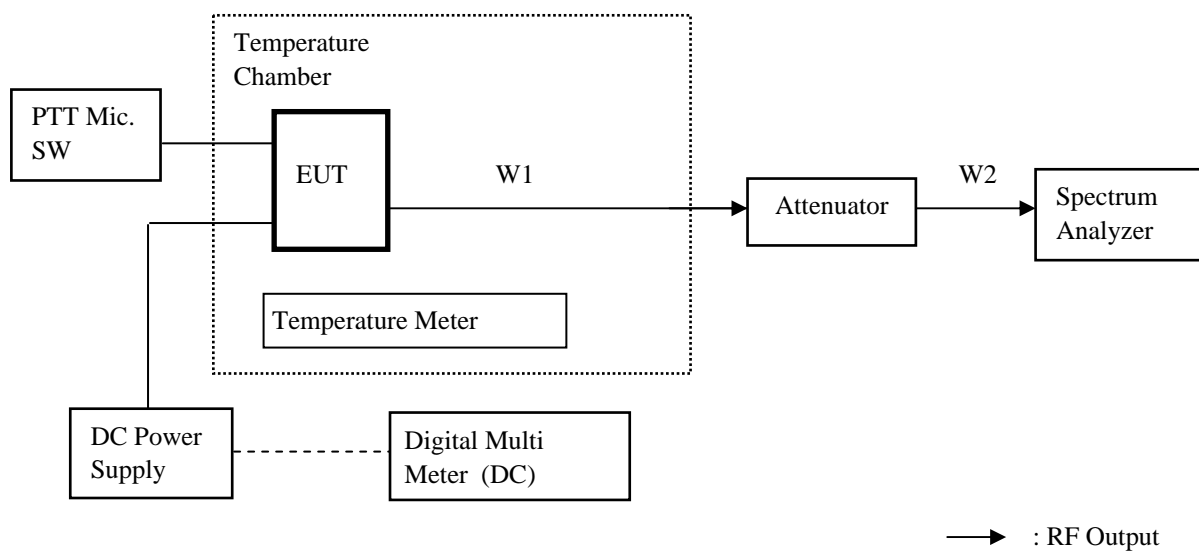 Temperature
Chamber
PTT Mic.
SW
EUT
W1
Attenuator
W2
Spectrum
Analyzer
Temperature Meter
DC Power
Supply
Digital Multi
Meter (DC)
: RF Output